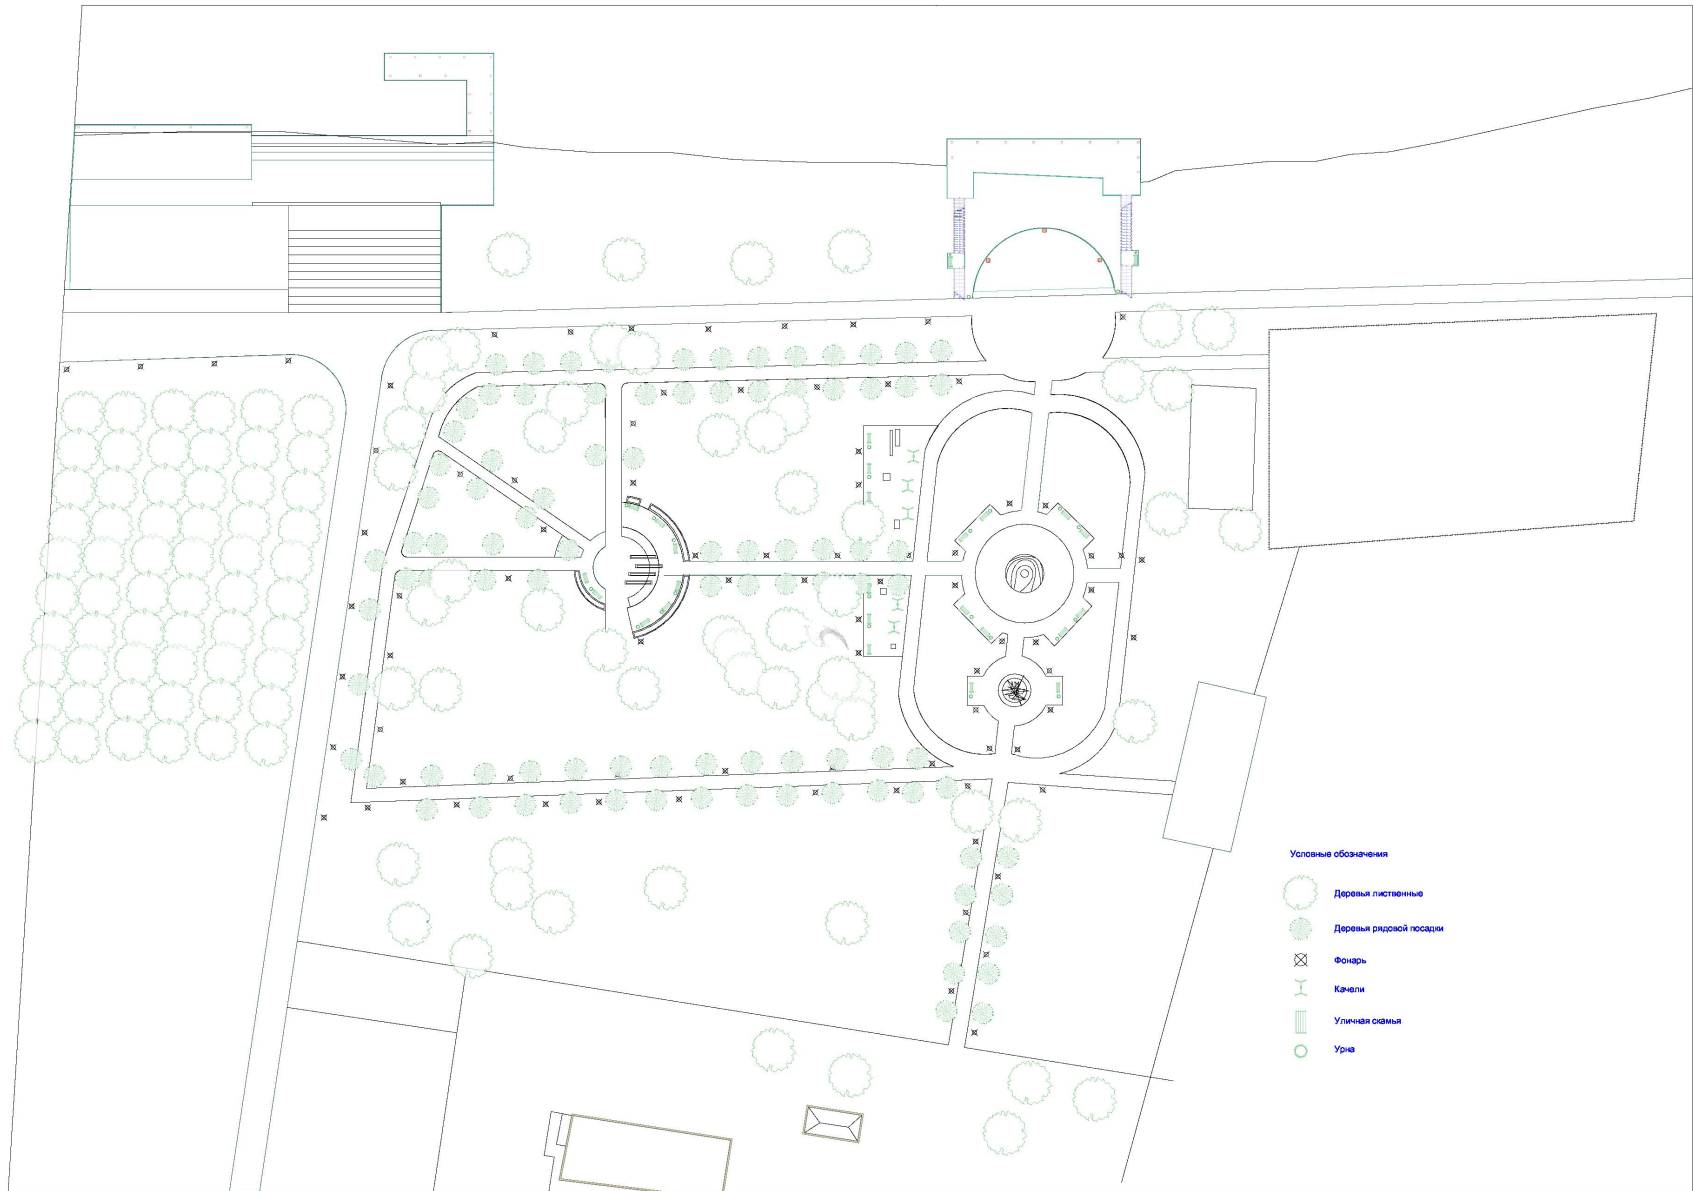 Условные обозначения
Деревья лиственные
Деревья рядовой посадки
Фонарь
Качели
Уличная скамья
Урна